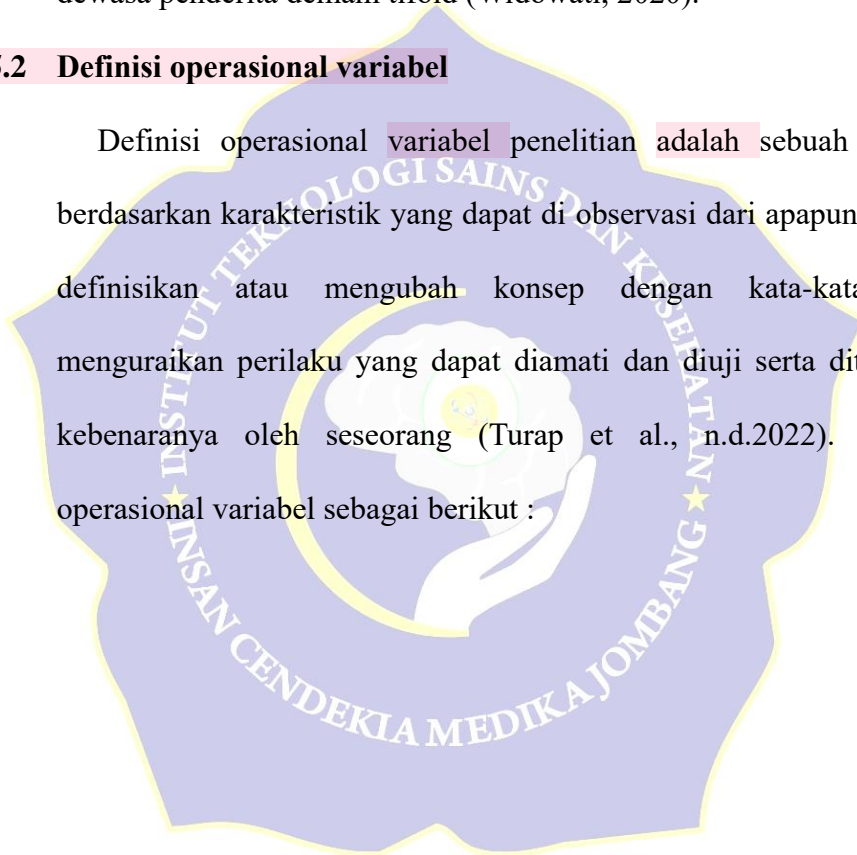 dewasa penderita demam tifoid (Widowati, 2020).
5.2 Definisi operasional variabel
Definisi operasional variabel penelitian adalah sebuah
berdasarkan karakteristik yang dapat di observasi dari apapun
definisikan atau mengubah konsep dengan kata-kata
menguraikan perilaku yang dapat diamati dan diuji serta
kebenaranya oleh seseorang (Turap et al., n.d.2022).
operasional variabel sebagai berikut :
INSTITUT TEKNOLOGI SAINS DAN KESEHATAN
INSAN CENDEKIA MEDIKA JOMBANG